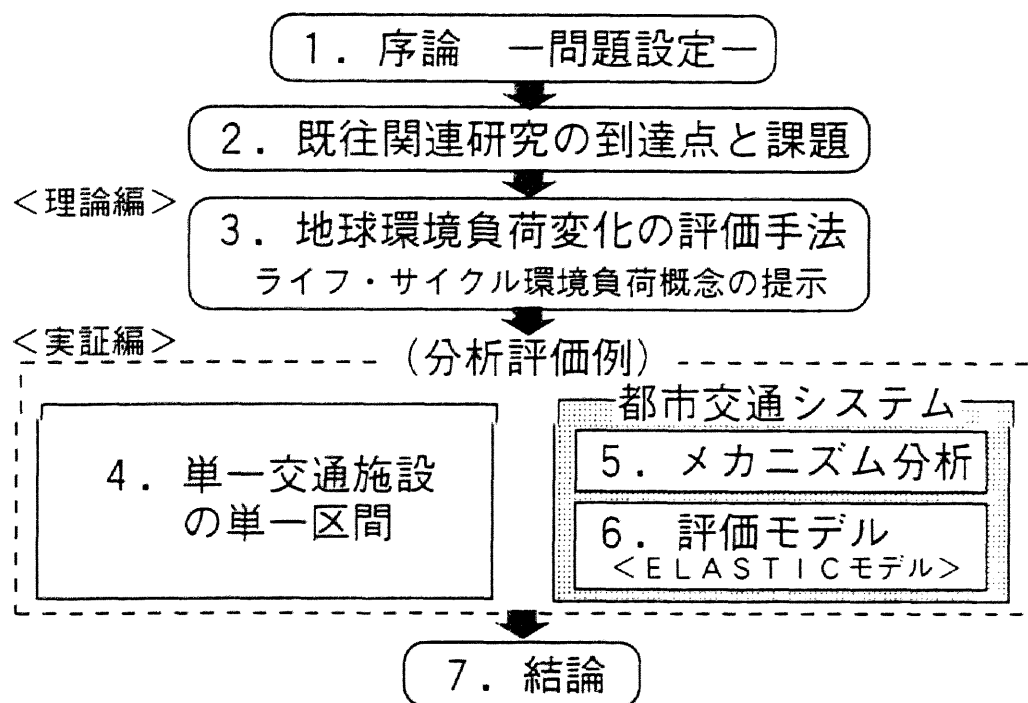 1．序論　－問題設定－
2．既往関連研究の到達点と課題
＜理論編＞
3．地球環境負荷変化の評価手法
ライフ・サイクル環境負荷概念の提示
＜実証編＞
（分析評価例）
4．単一交通施設
の単一区間
都市交通システム
5．メカニズム分析
6．評価モデル
＜ＥＬＡＳＴＩＣモデル＞
7．結論